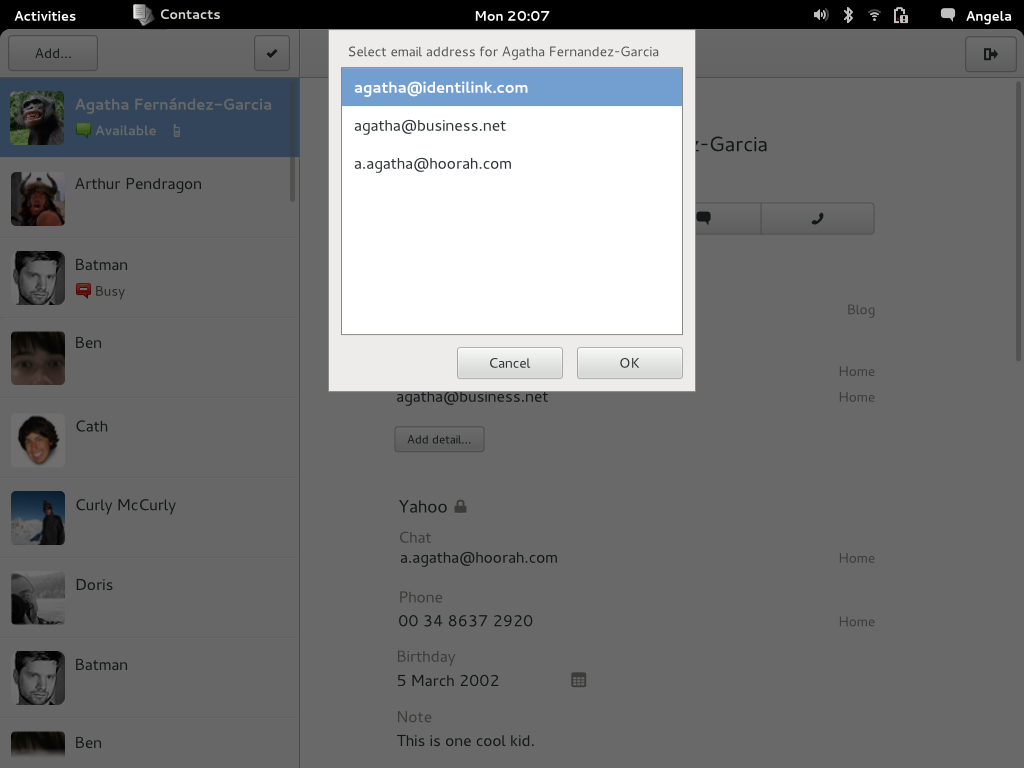 Activities
Contacts
Mon 20:07
Angela
Add...
Agatha Fernández-Garcia
Available
Arthur Pendragon
Batman
Busy
Ben
Cath
Curly McCurly
Doris
Batman
Ben
Select email address for Agatha Fernandez-Garcia
agatha@identilink.com
agatha@business.net
a.agatha@hoorah.com
Cancel
OK
z-Garcia
Blog
Home
agatha@business.net
Home
Add detail...
Yahoo
Chat
a.agatha@hoorah.com
Home
Phone
00 34 8637 2920
Home
Birthday
5 March 2002
Note
This is one cool kid.